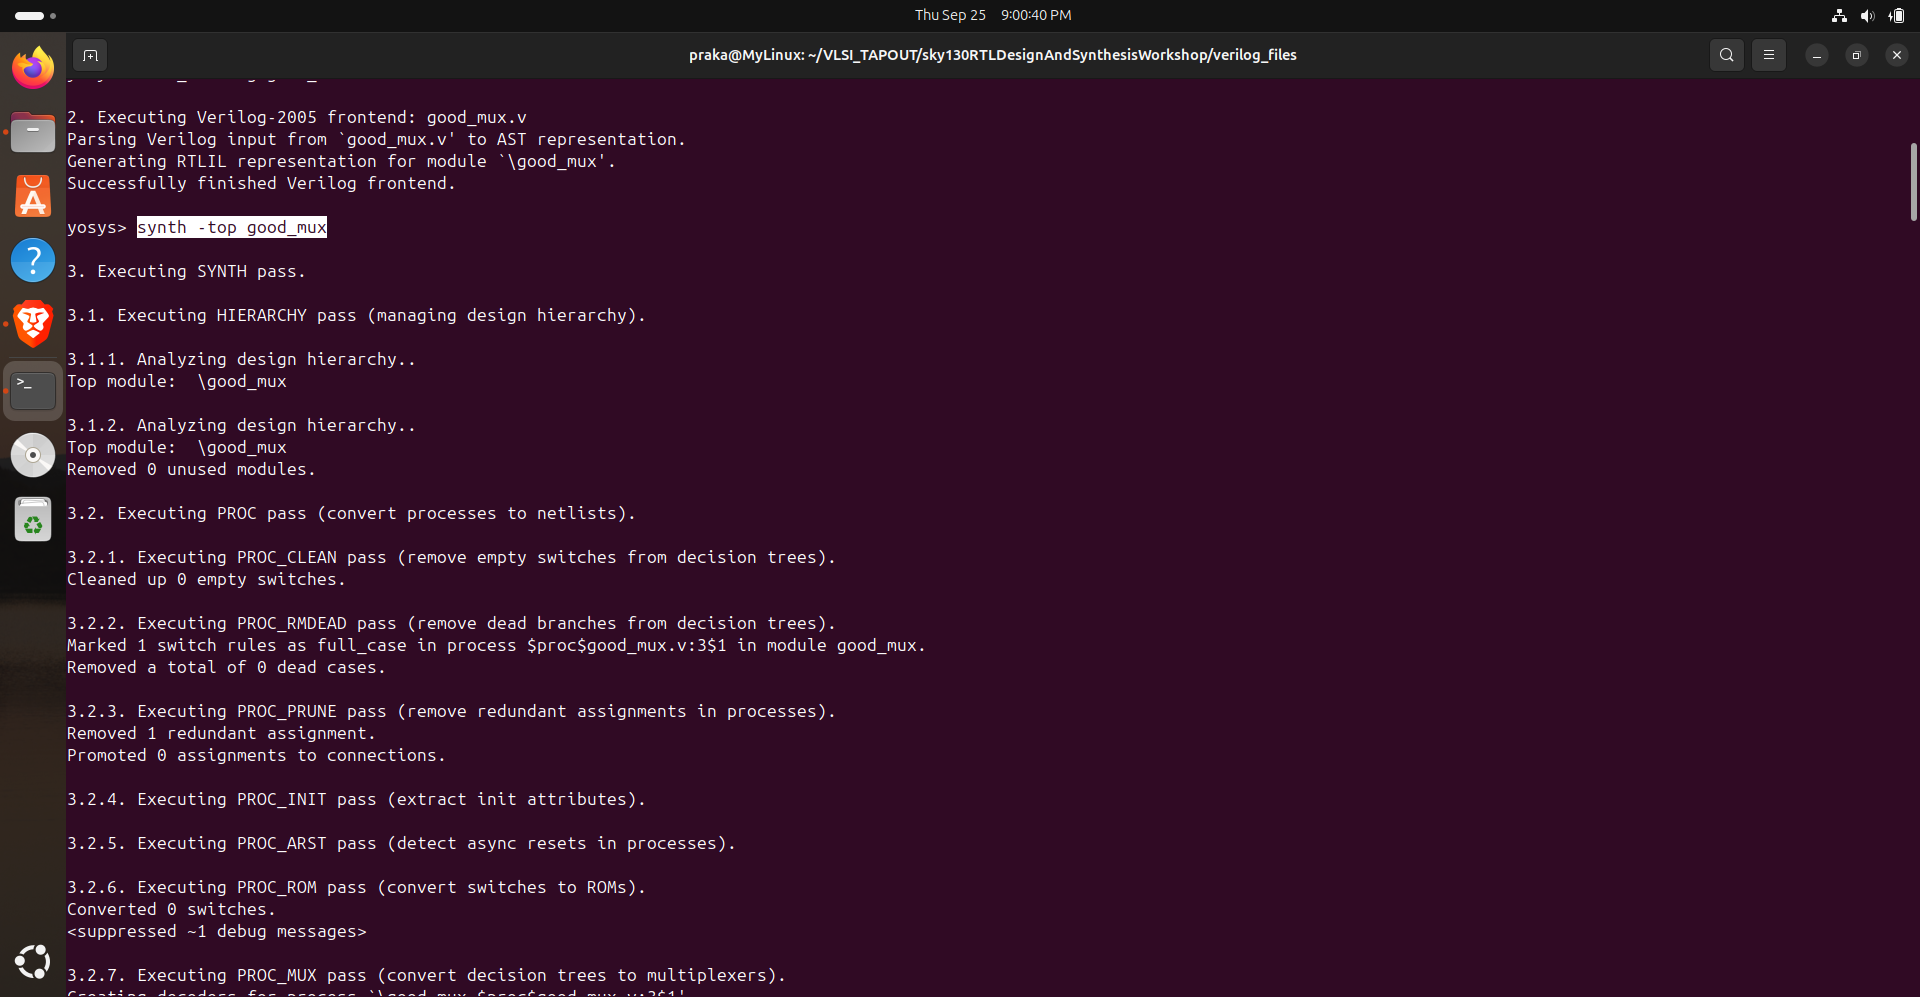 Thu Sep 25 9:00:40 PM
praka@MyLinux: ~/VLSI_TAPOUT/sky130RTLDesignAndSynthesisWorkshop/verilog_files
2. Executing Verilog-2005 frontend: good_mux.v
Parsing Verilog input from `good_mux.v' to AST representation.
Generating RTLIL representation for module `\good_mux'.
Successfully finished Verilog frontend.
yosys> synth -top good_mux
3. Executing SYNTH pass.
3.1. Executing HIERARCHY pass (managing design hierarchy).
3.1.1. Analyzing design hierarchy..
Top module:  \good_mux
3.1.2. Analyzing design hierarchy..
Top module:  \good_mux
Removed 0 unused modules.
3.2. Executing PROC pass (convert processes to netlists).
3.2.1. Executing PROC_CLEAN pass (remove empty switches from decision trees).
Cleaned up 0 empty switches.
3.2.2. Executing PROC_RMDEAD pass (remove dead branches from decision trees).
Marked 1 switch rules as full_case in process $proc$good_mux.v:3$1 in module good_mux.
Removed a total of 0 dead cases.
3.2.3. Executing PROC_PRUNE pass (remove redundant assignments in processes).
Removed 1 redundant assignment.
Promoted 0 assignments to connections.
3.2.4. Executing PROC_INIT pass (extract init attributes).
3.2.5. Executing PROC_ARST pass (detect async resets in processes).
3.2.6. Executing PROC_ROM pass (convert switches to ROMs).
Converted 0 switches.
<suppressed ~1 debug messages>
3.2.7. Executing PROC_MUX pass (convert decision trees to multiplexers).
Creating decoders for process `\good_mux.$proc$good_mux.v:3$1'